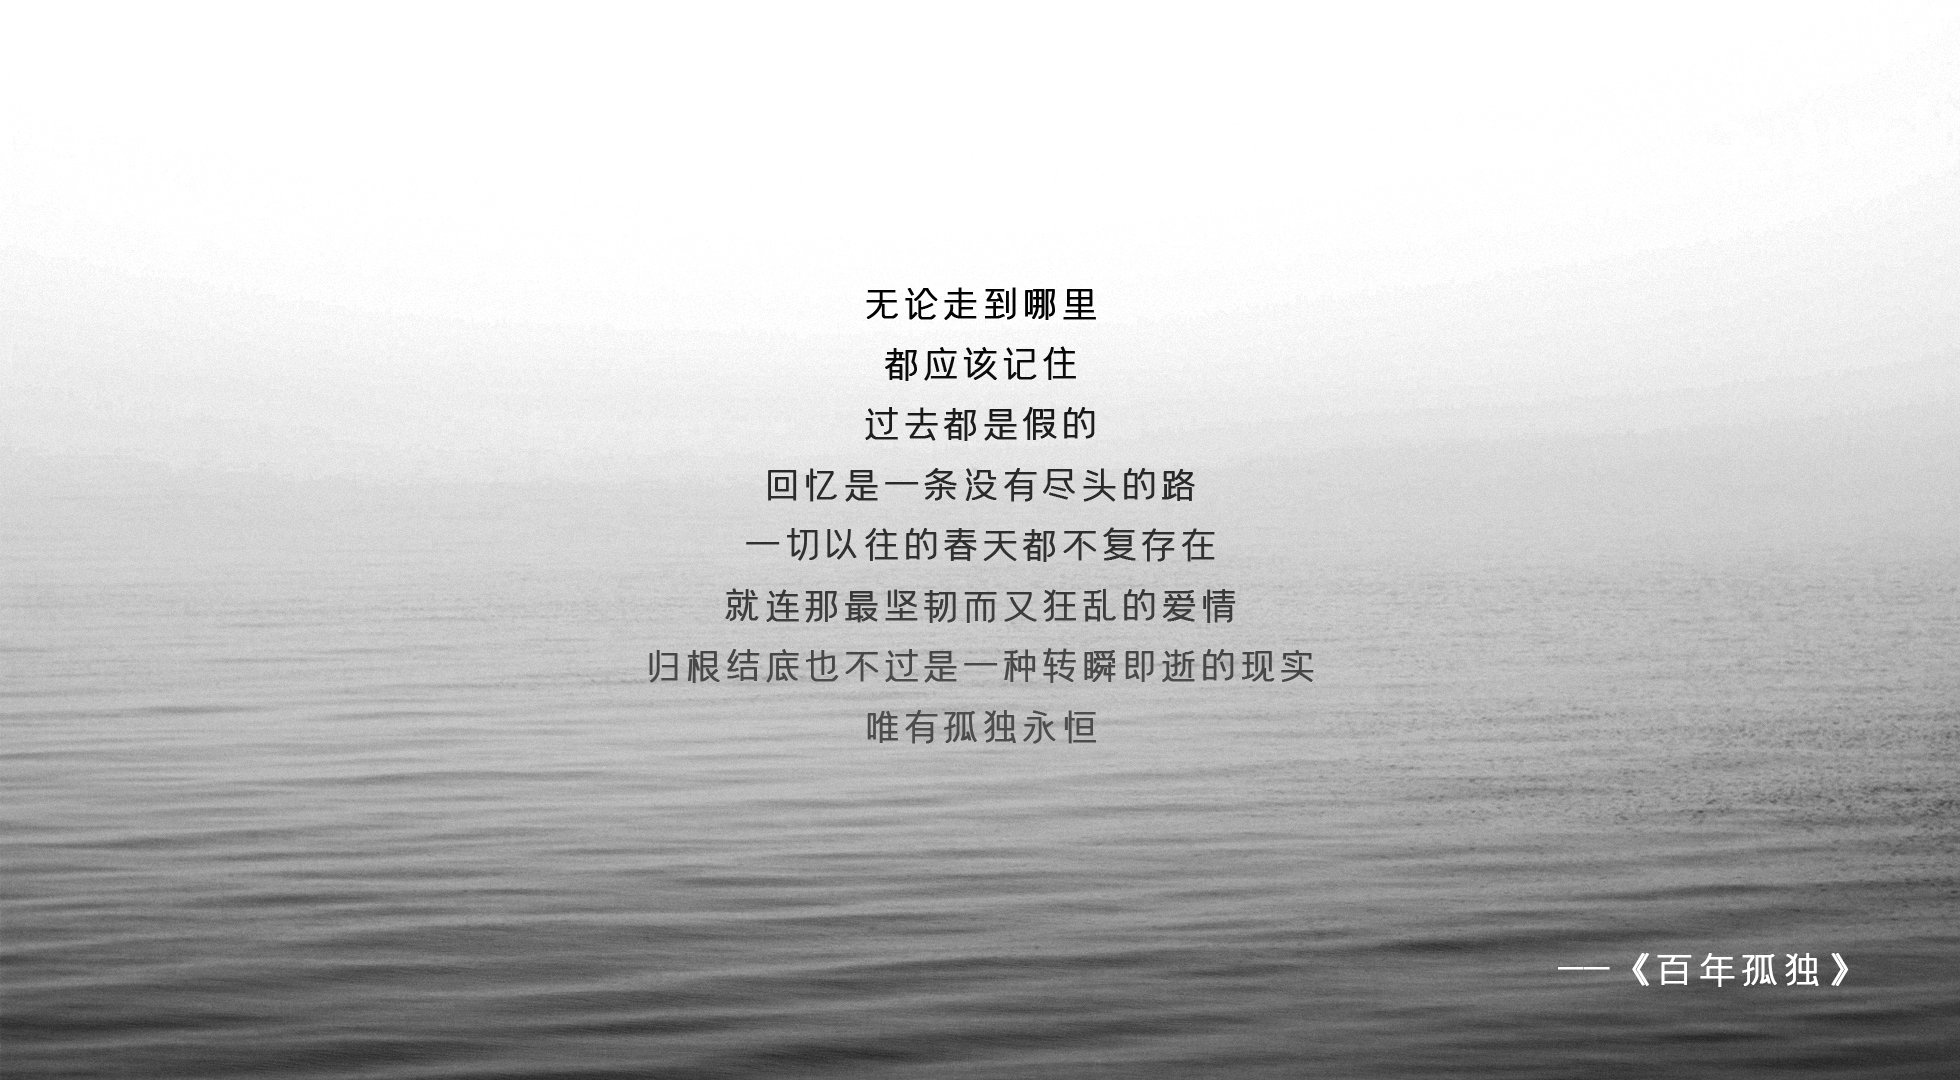 无论走到哪里
都应该记住
过去都是假的
回忆是一条没有尽头的路
一切以往的春天都不复存在
就连那最坚韧而又狂乱的爱情
归根结底也不过是一种转瞬即逝的现实
唯有孤独永恒
——《百年孤独》